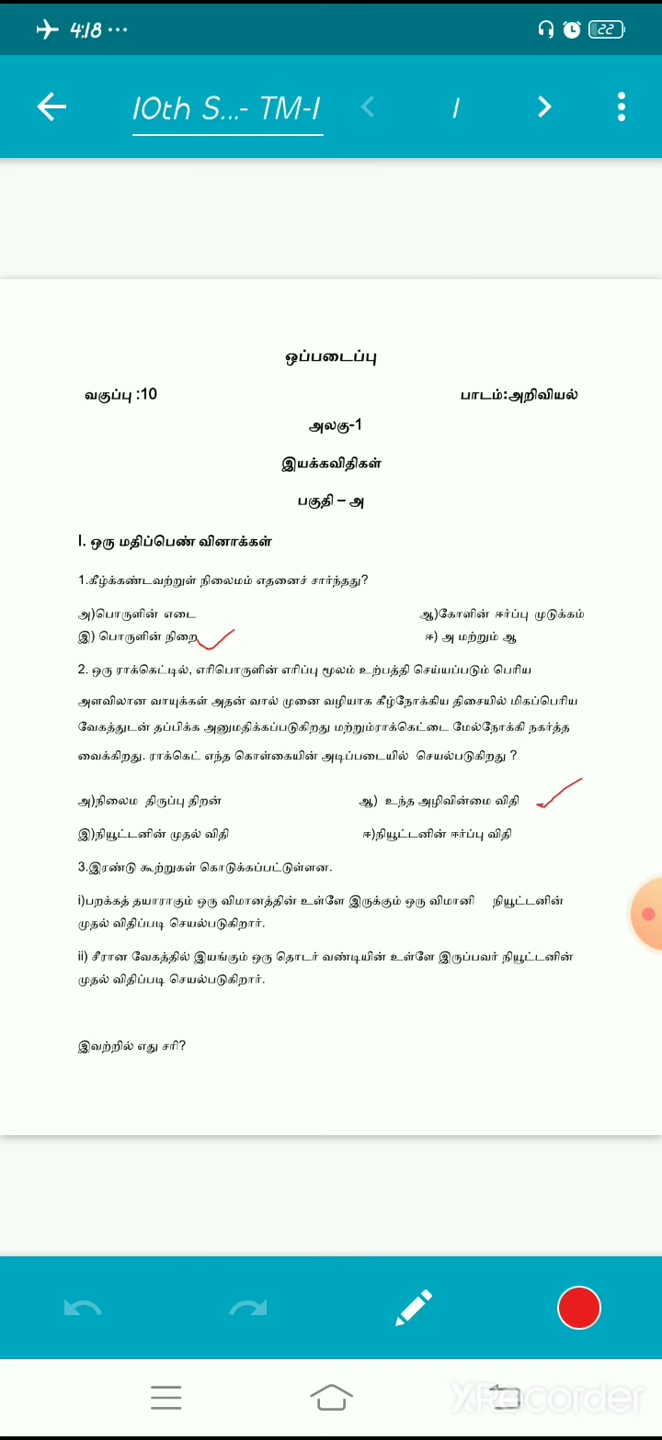 4:18 ...
22
10th S...- TM-1
1
ஒப்படைப்பு
வகுப்பு :10 பாடம்:அறிவியல்
அலகு-1
இயக்கவிதிகள்
பகுதி – அ
I. ஒரு மதிப்பெண் வினாக்கள்
1.கீழ்க்கண்டவற்றுள் நிலைமம் எதனைச் சார்ந்தது?
அ)பொருளின் எடை ஆ)கோளின் ஈர்ப்பு முடுக்கம்
இ) பொருளின் நிறை ஈ) அ மற்றும் ஆ
2. ஒரு ராக்கெட்டில், எரிபொருளின் எரிப்பு மூலம் உற்பத்தி செய்யப்படும் பெரிய
அளவிலான வாயுக்கள் அதன் வால் முனை வழியாக கீழ்நோக்கிய திசையில் மிகப்பெரிய
வேகத்துடன் தப்பிக்க அனுமதிக்கப்படுகிறது மற்றும்ராக்கெட்டை மேல்நோக்கி நகர்த்த
வைக்கிறது. ராக்கெட் எந்த கொள்கையின் அடிப்படையில் செயல்படுகிறது ?
அ)நிலைம திருப்பு திறன் ஆ) உந்த அழிவின்மை விதி
இ)நியூட்டனின் முதல் விதி ஈ)நியூட்டனின் ஈர்ப்பு விதி
3.இரண்டு கூற்றுகள் கொடுக்கப்பட்டுள்ளன.
i)பறக்கத் தயாராகும் ஒரு விமானத்தின் உள்ளே இருக்கும் ஒரு விமானி நியூட்டனின்
முதல் விதிப்படி செயல்படுகிறார்.
ii) சீரான வேகத்தில் இயங்கும் ஒரு தொடர் வண்டியின் உள்ளே இருப்பவர் நியூட்டனின்
முதல் விதிப்படி செயல்படுகிறார்.
இவற்றில் எது சரி?
XRecorder